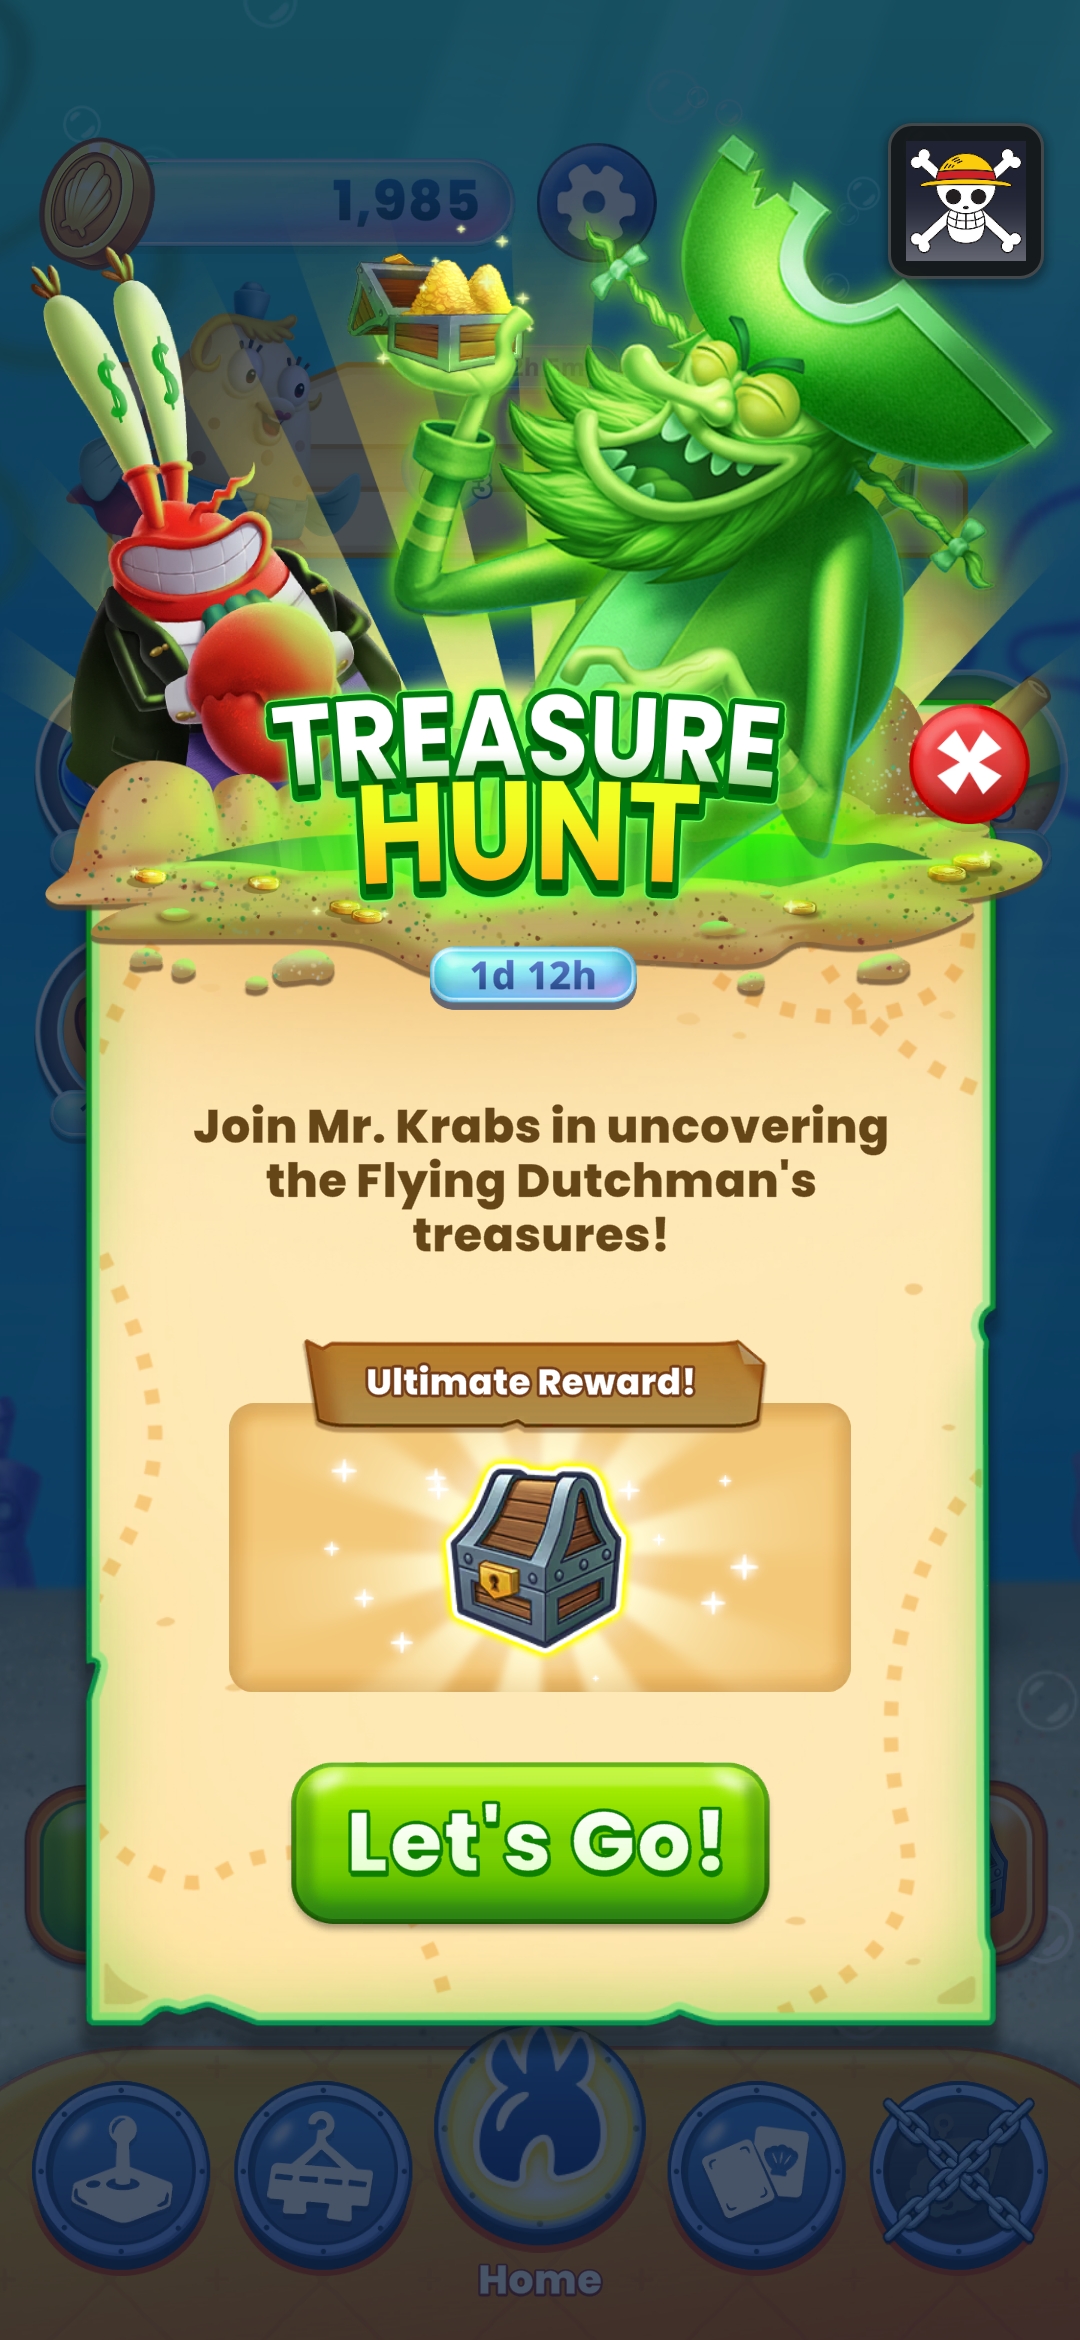 1,985
TREASURE
HUNT
1d 12h
Join Mr. Krabs in uncovering
the Flying Dutchman's
treasures!
Ultimate Reward!
Let's Go!
Home